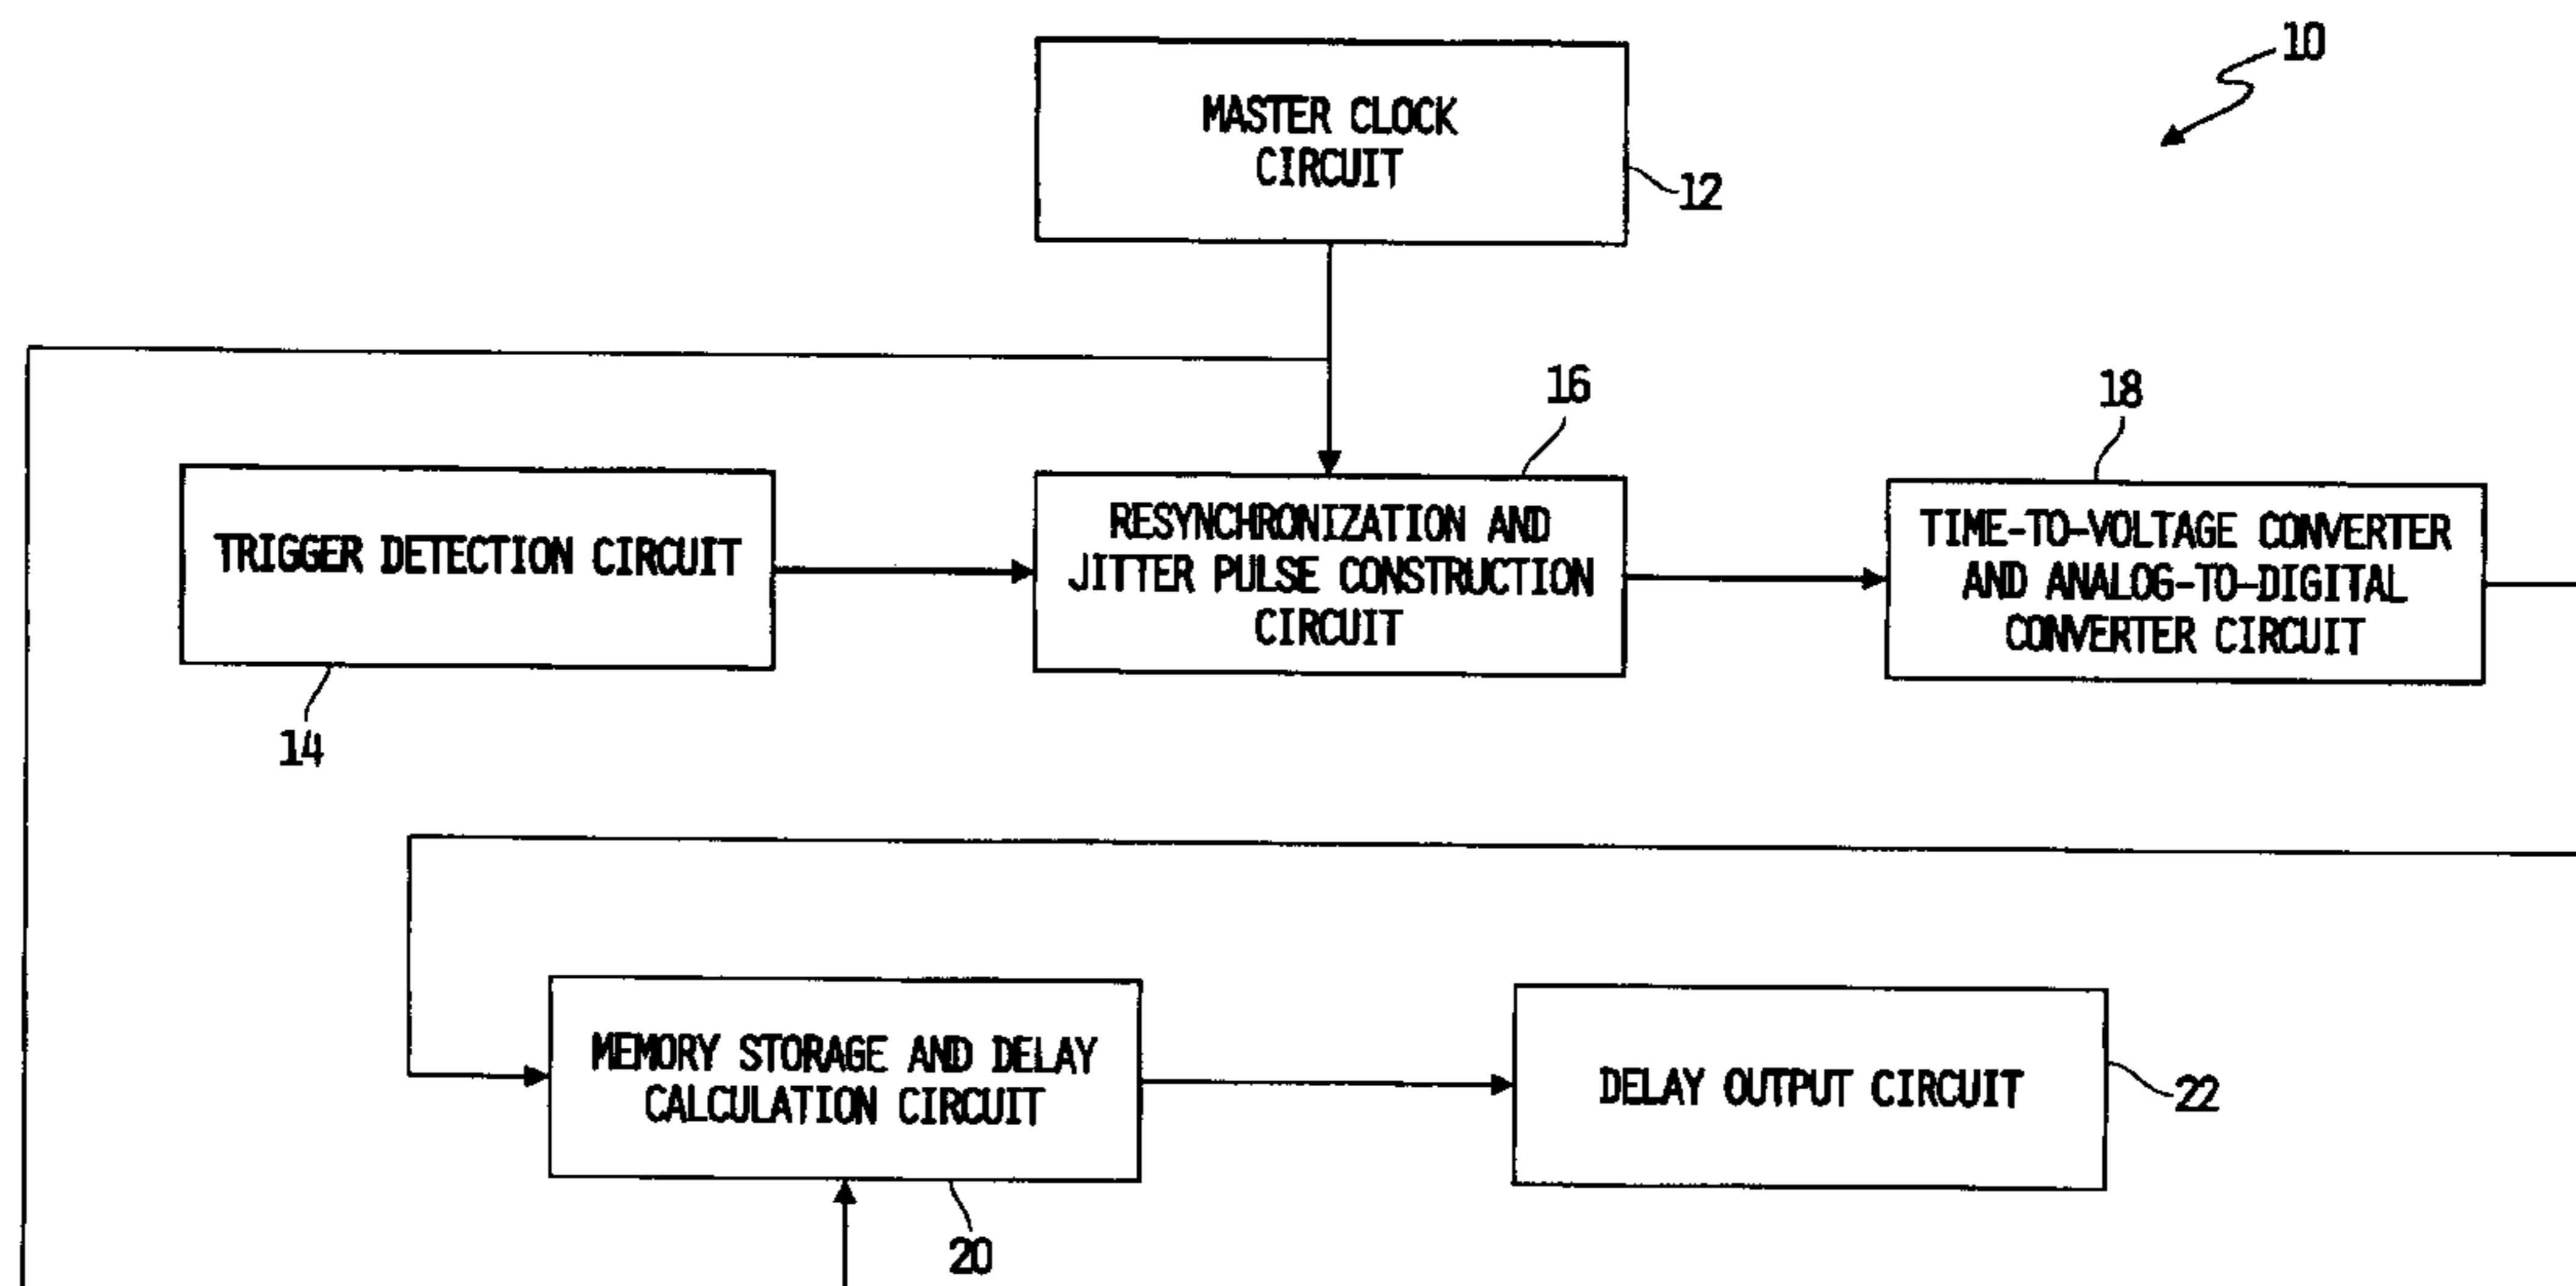 10
MASTER CLOCK
CIRCUIT
12
16
18
TRIGGER DETECTION CIRCUIT
RESYNCHRONIZATION AND
JITTER PULSE CONSTRUCTION
CIRCUIT
TIME-TO-VOLTAGE CONVERTER
AND ANALOG-TO-DIGITAL
CONVERTER CIRCUIT
14
MEMORY STORAGE AND DELAY
CALCULATION CIRCUIT
DELAY OUTPUT CIRCUIT
22
20